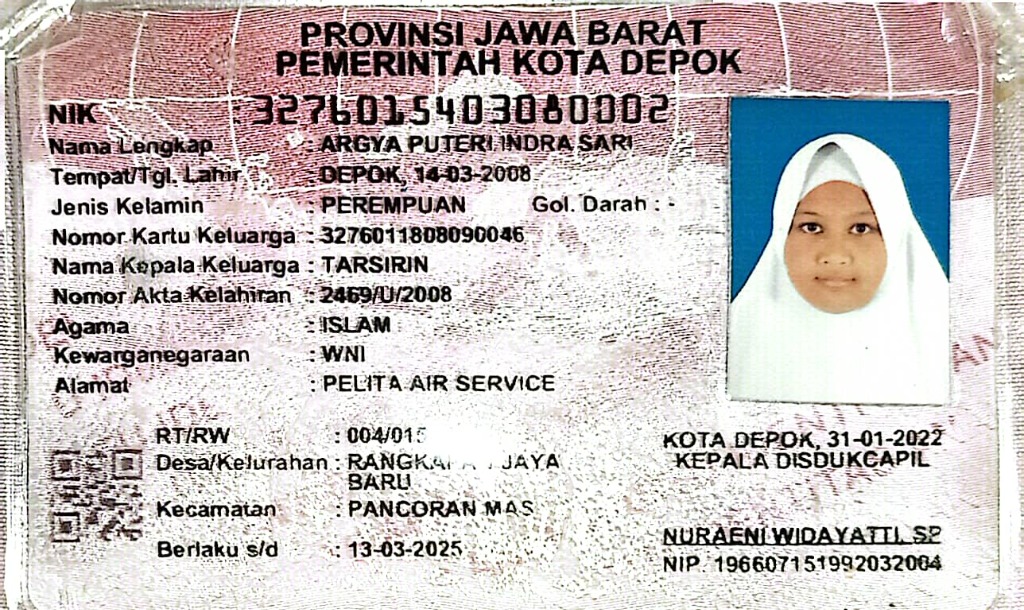 PROVINSI JAWA BARAT
PEMERINTAH KOTA DEPOK
NIK 3276015403080002
Nama Lengkap : ARGYA PUTERI INDRA SARI
Tempat/Tgl. Lahir : DEPOK, 14-03-2008
Jenis Kelamin : PEREMPUAN Gol. Darah : -
Nomor Kartu Keluarga : 3276011808090046
Nama Kepala Keluarga : TARSIRIN
Nomor Akta Kelahiran : 2469/U/2008
Agama : ISLAM
Kewarganegaraan : WNI
Alamat : PELITA AIR SERVICE
RT/RW : 004/015
Desa/Kelurahan : JAYA
BARU
Kecamatan : PANCORAN MAS
Berlaku s/d : 13-03-2025
KOTA DEPOK, 31-01-2022
KEPALA DISDUKCAPIL
NURAENI WIDAYATTI, SP
NIP. 196607151992032004